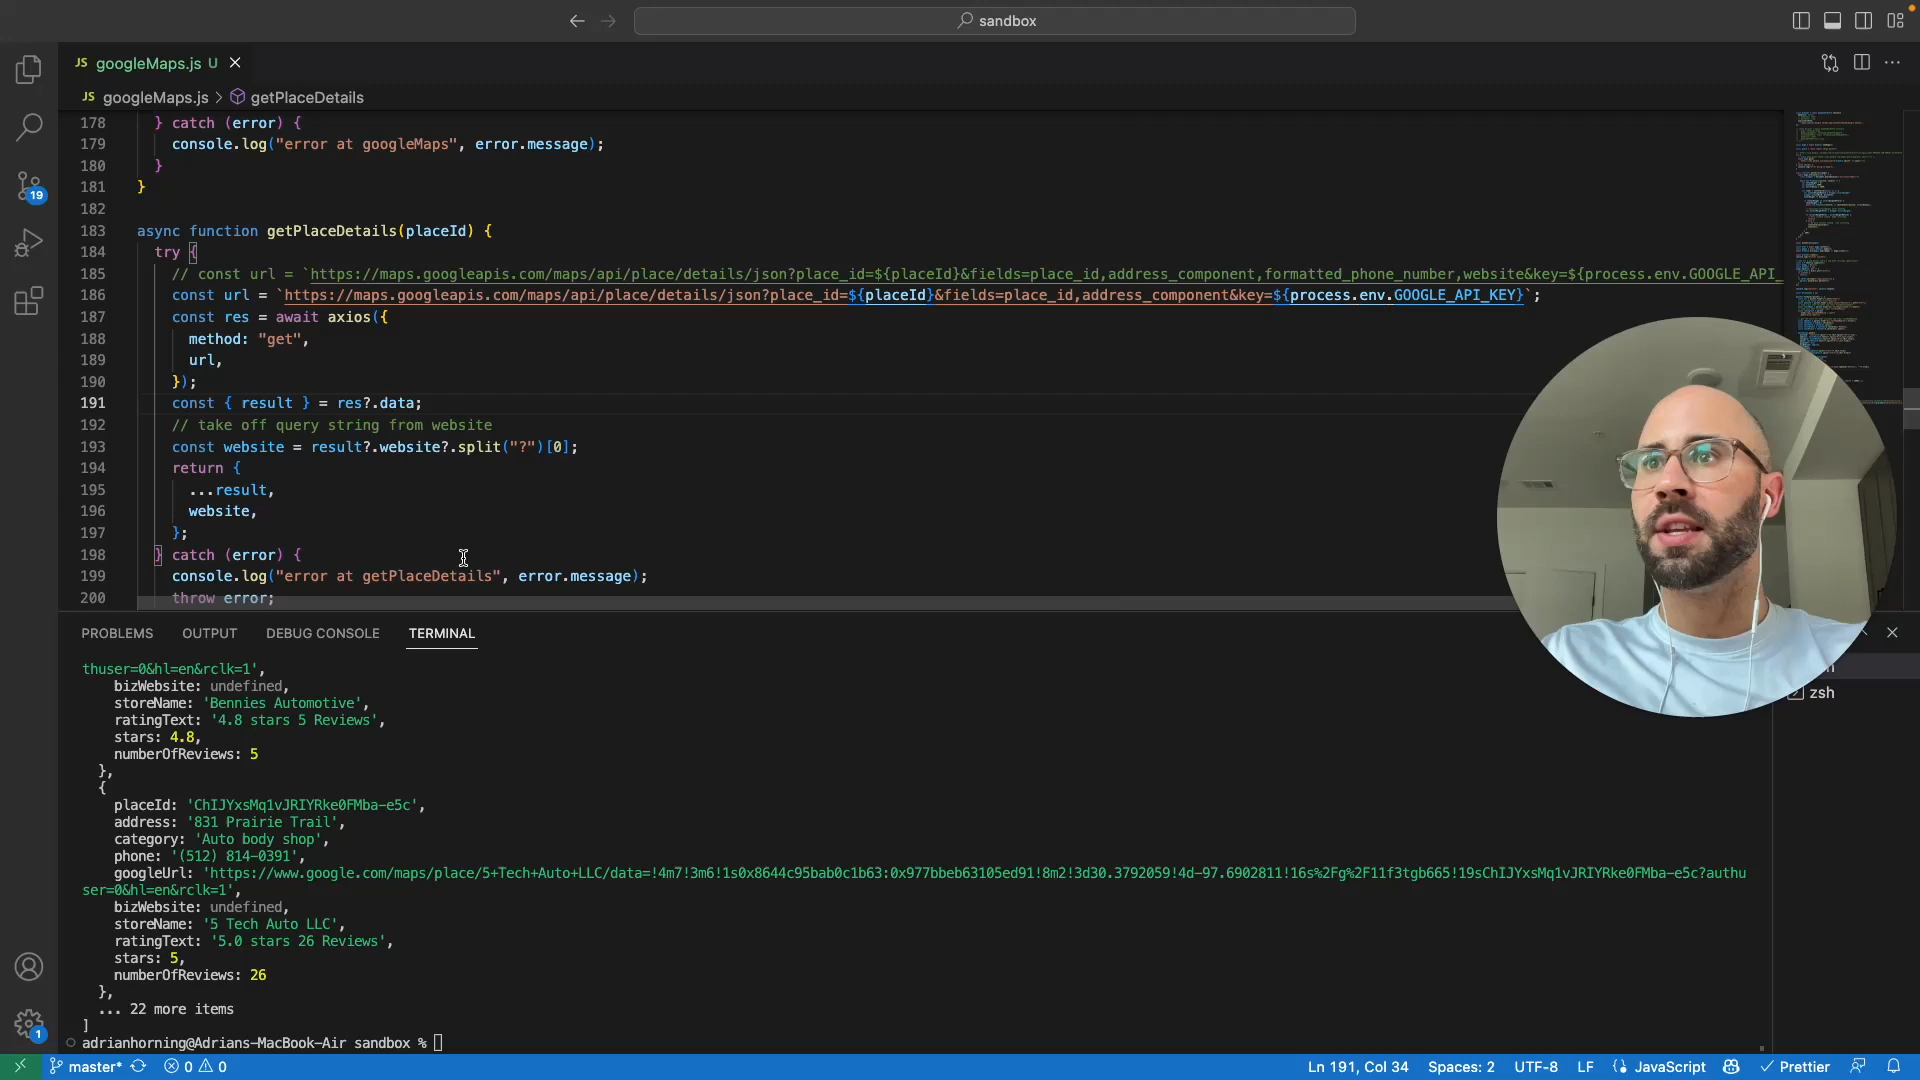 sandbox
JS googleMaps.js U
JS googleMaps.js > getPlaceDetails
178 } catch (error) {
179 console.log("error at googleMaps", error.message);
180 }
181 }
182
183 async function getPlaceDetails(placeId) {
184 try {
185 // const url = `https://maps.googleapis.com/maps/api/place/details/json?place_id=${placeId}&fields=place_id,address_component,formatted_phone_number,website&key=${process.env.GOOGLE_API_
186 const url = `https://maps.googleapis.com/maps/api/place/details/json?place_id=${placeId}&fields=place_id,address_component&key=${process.env.GOOGLE_API_KEY}`;
187 const res = await axios({
188 method: "get",
189 url,
190 });
191 const { result } = res?.data;
192 // take off query string from website
193 const website = result?.website?.split("?")[0];
194 return {
195 ...result,
196 website,
197 };
198 } catch (error) {
199 console.log("error at getPlaceDetails", error.message);
200 throw error;
PROBLEMS OUTPUT DEBUG CONSOLE TERMINAL
thuser=0&hl=en&rclk=1',
bizWebsite: undefined,
storeName: 'Bennies Automotive',
ratingText: '4.8 stars 5 Reviews',
stars: 4.8,
numberOfReviews: 5
},
{
placeId: 'ChIJYxsMq1vJRIYRke0FMba-e5c',
address: '831 Prairie Trail',
category: 'Auto body shop',
phone: '(512) 814-0391',
googleUrl: 'https://www.google.com/maps/place/5+Tech+Auto+LLC/data=!4m7!3m6!1s0x8644c95bab0c1b63:0x977bbeb63105ed91!8m2!3d30.3792059!4d-97.6902811!16s%2Fg%2F11f3tgb665!19sChIJYxsMq1vJRIYRke0FMba-e5c?authu
ser=0&hl=en&rclk=1',
bizWebsite: undefined,
storeName: '5 Tech Auto LLC',
ratingText: '5.0 stars 26 Reviews',
stars: 5,
numberOfReviews: 26
},
... 22 more items
]
adrianhorning@Adrians-MacBook-Air sandbox %
zsh
19
1
master* 0 0
Ln 191, Col 34 Spaces: 2 UTF-8 LF JavaScript Prettier